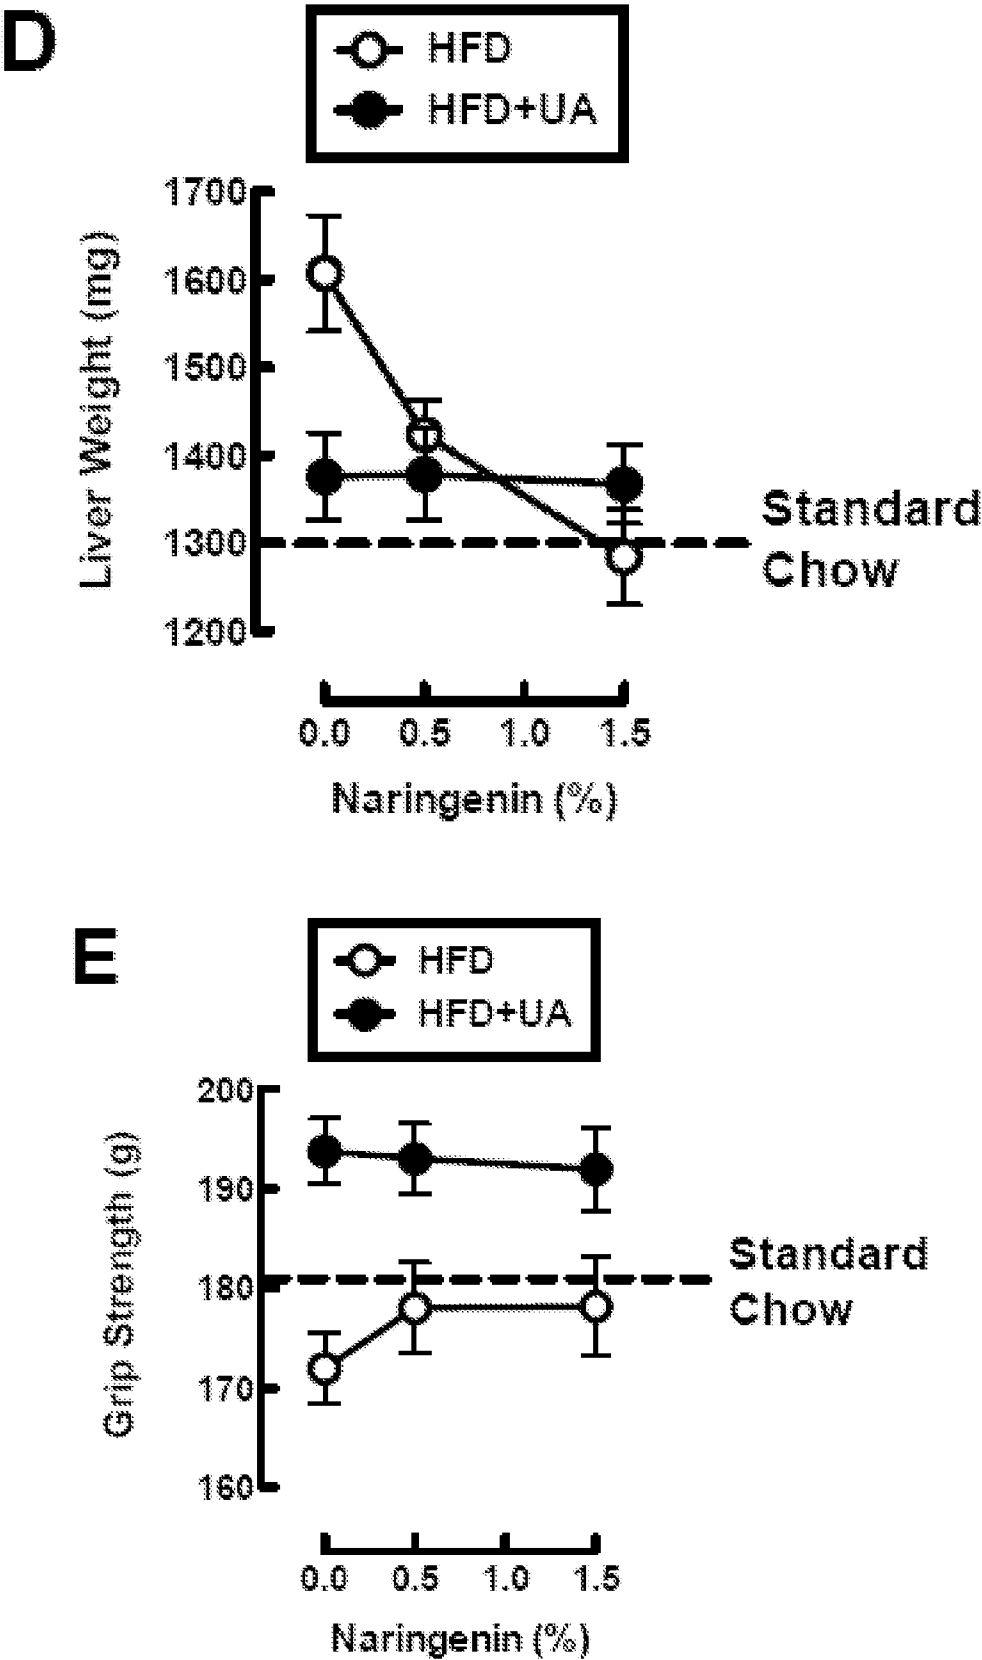 D
HFD
HFD+UA
1700
1600
1500
1400
1300
1200
Liver Weight (mg)
Standard
Chow
0.0 0.5 1.0 1.5
Naringenin (%)
E
HFD
HFD+UA
200
190
180
170
160
Grip Strength (g)
Standard
Chow
0.0 0.5 1.0 1.5
Naringenin (%)